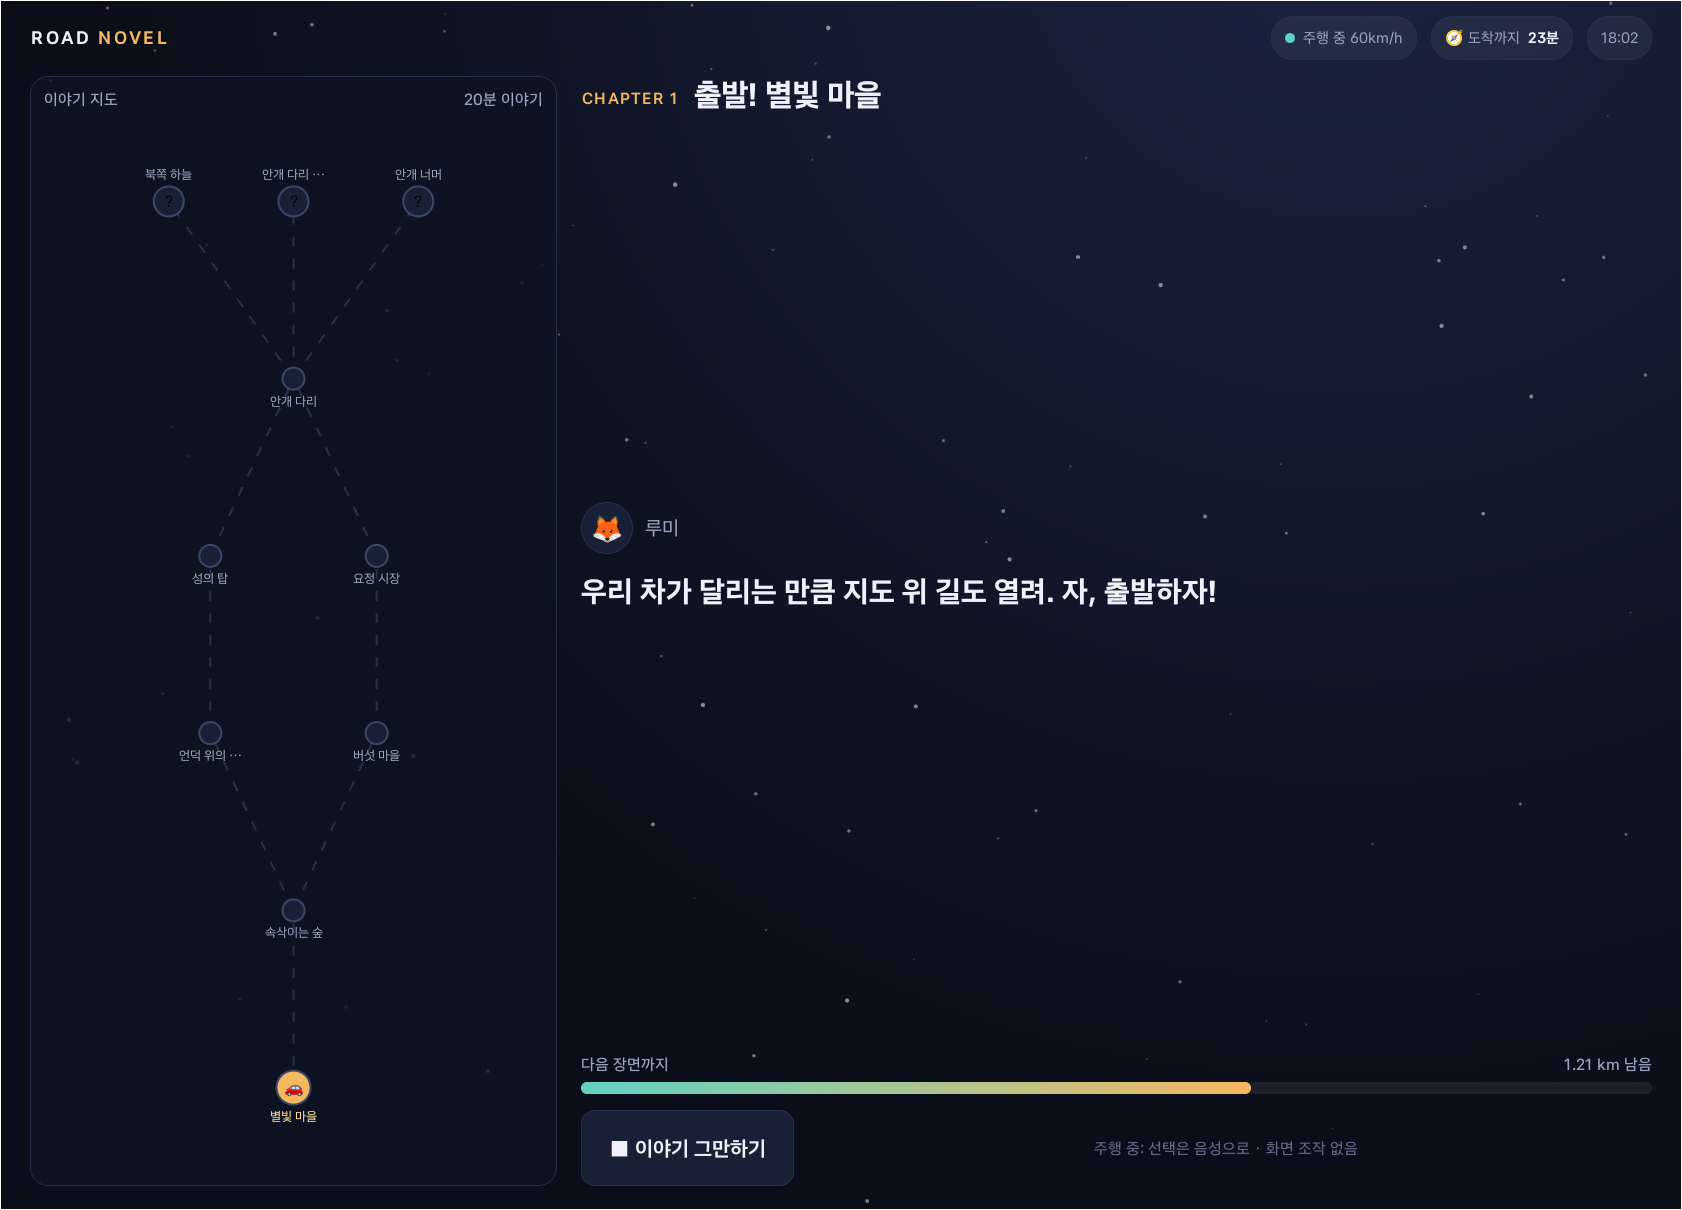 ROAD NOVEL
주행 중 60km/h
도착까지 23분
18:02
이야기 지도
20분 이야기
북쪽 하늘
안개 다리 ⋯
안개 너머
?
?
?
안개 다리
성의 탑
요정 시장
언덕 위의 ⋯
버섯 마을
속삭이는 숲
별빛 마을
CHAPTER 1 출발! 별빛 마을
루미
우리 차가 달리는 만큼 지도 위 길도 열려. 자, 출발하자!
다음 장면까지
1.21 km 남음
이야기 그만하기
주행 중: 선택은 음성으로 · 화면 조작 없음